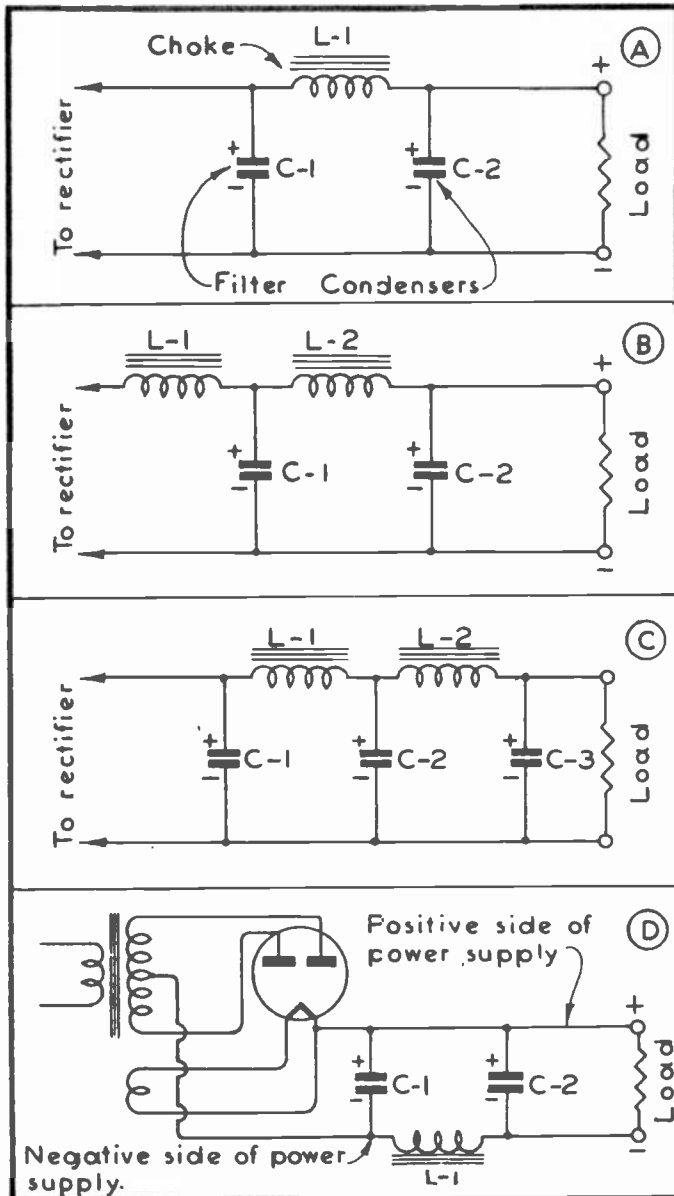 L-1
A
Choke
+
To rectifier
+
-
C-1
+
-
C-2
Load
-
Filter Condensers
L-1
L-2
B
+
To rectifier
+
-
C-1
+
-
C-2
Load
-
L-1
L-2
C
To rectifier
+
-
C-1
+
-
C-2
+
-
C-3
Load
Positive side of
power supply
D
+
+
-
C-1
+
-
C-2
Load
-
Negative side of power
supply.
L-1